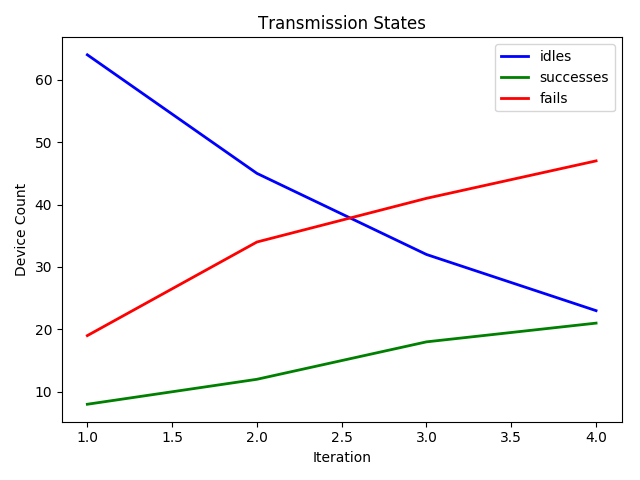 Transmission States
idles
successes
fails
60
50
40
30
20
10
Device Count
1.0 1.5 2.0 2.5 3.0 3.5 4.0
Iteration